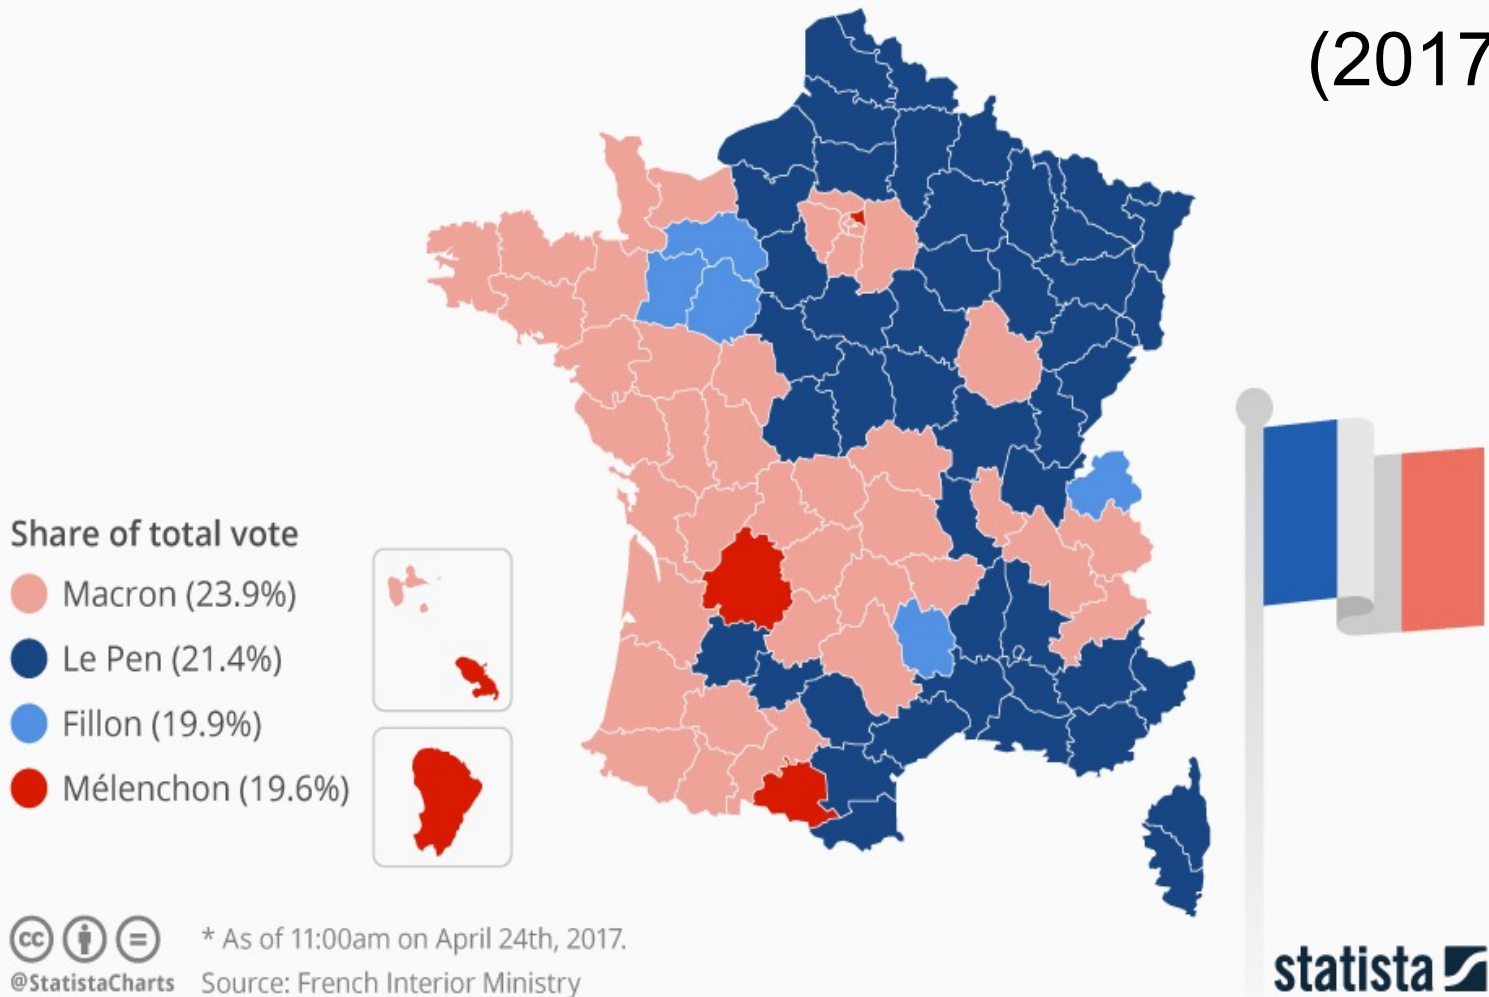 (2017
Share of total vote
Macron (23.9%)
Le Pen (21.4%)
Fillon (19.9%)
Mélenchon (19.6%)
cc
* As of 11:00am on April 24th, 2017.
@StatistaCharts Source: French Interior Ministry
statista